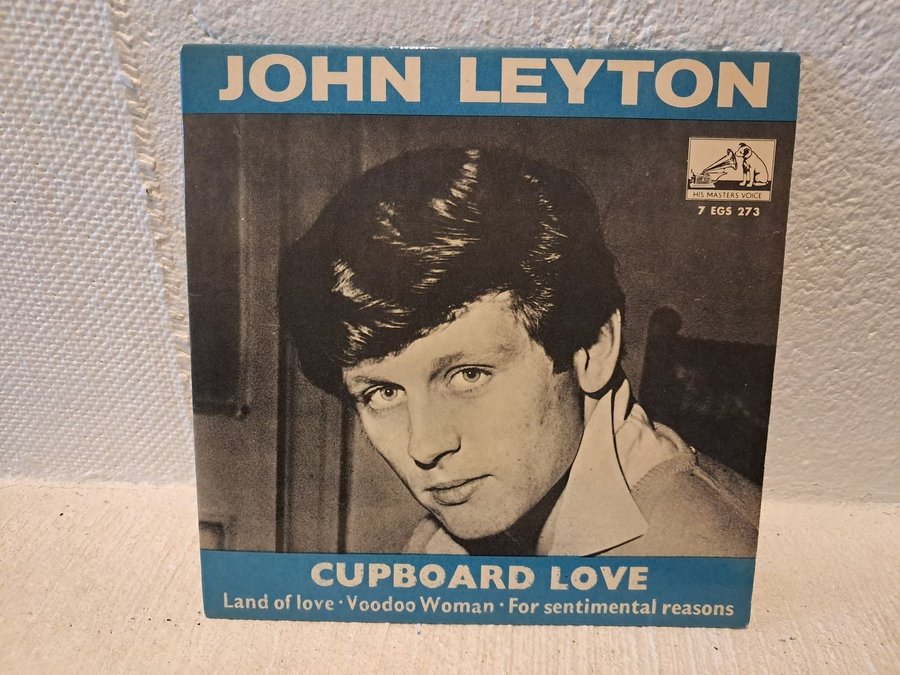 JOHN LEYTON
HIS MASTERS VOICE
7 EGS 273
CUPBOARD LOVE
Land of love · Voodoo Woman · For sentimental reasons